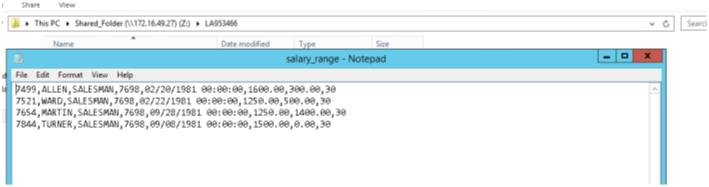 Share View
This PC Shared_Folder (\\172.16.49.27) (Z:) LA953466
Name Date modified Type Size
salary_range - Notepad
File Edit Format View Help
7499,ALLEN,SALESMAN,7698,02/20/1981 00:00:00,1600.00,300.00,30
7521,WARD,SALESMAN,7698,02/22/1981 00:00:00,1250.00,500.00,30
7654,MARTIN,SALESMAN,7698,09/28/1981 00:00:00,1250.00,1400.00,30
7844,TURNER,SALESMAN,7698,09/08/1981 00:00:00,1500.00,0.00,30